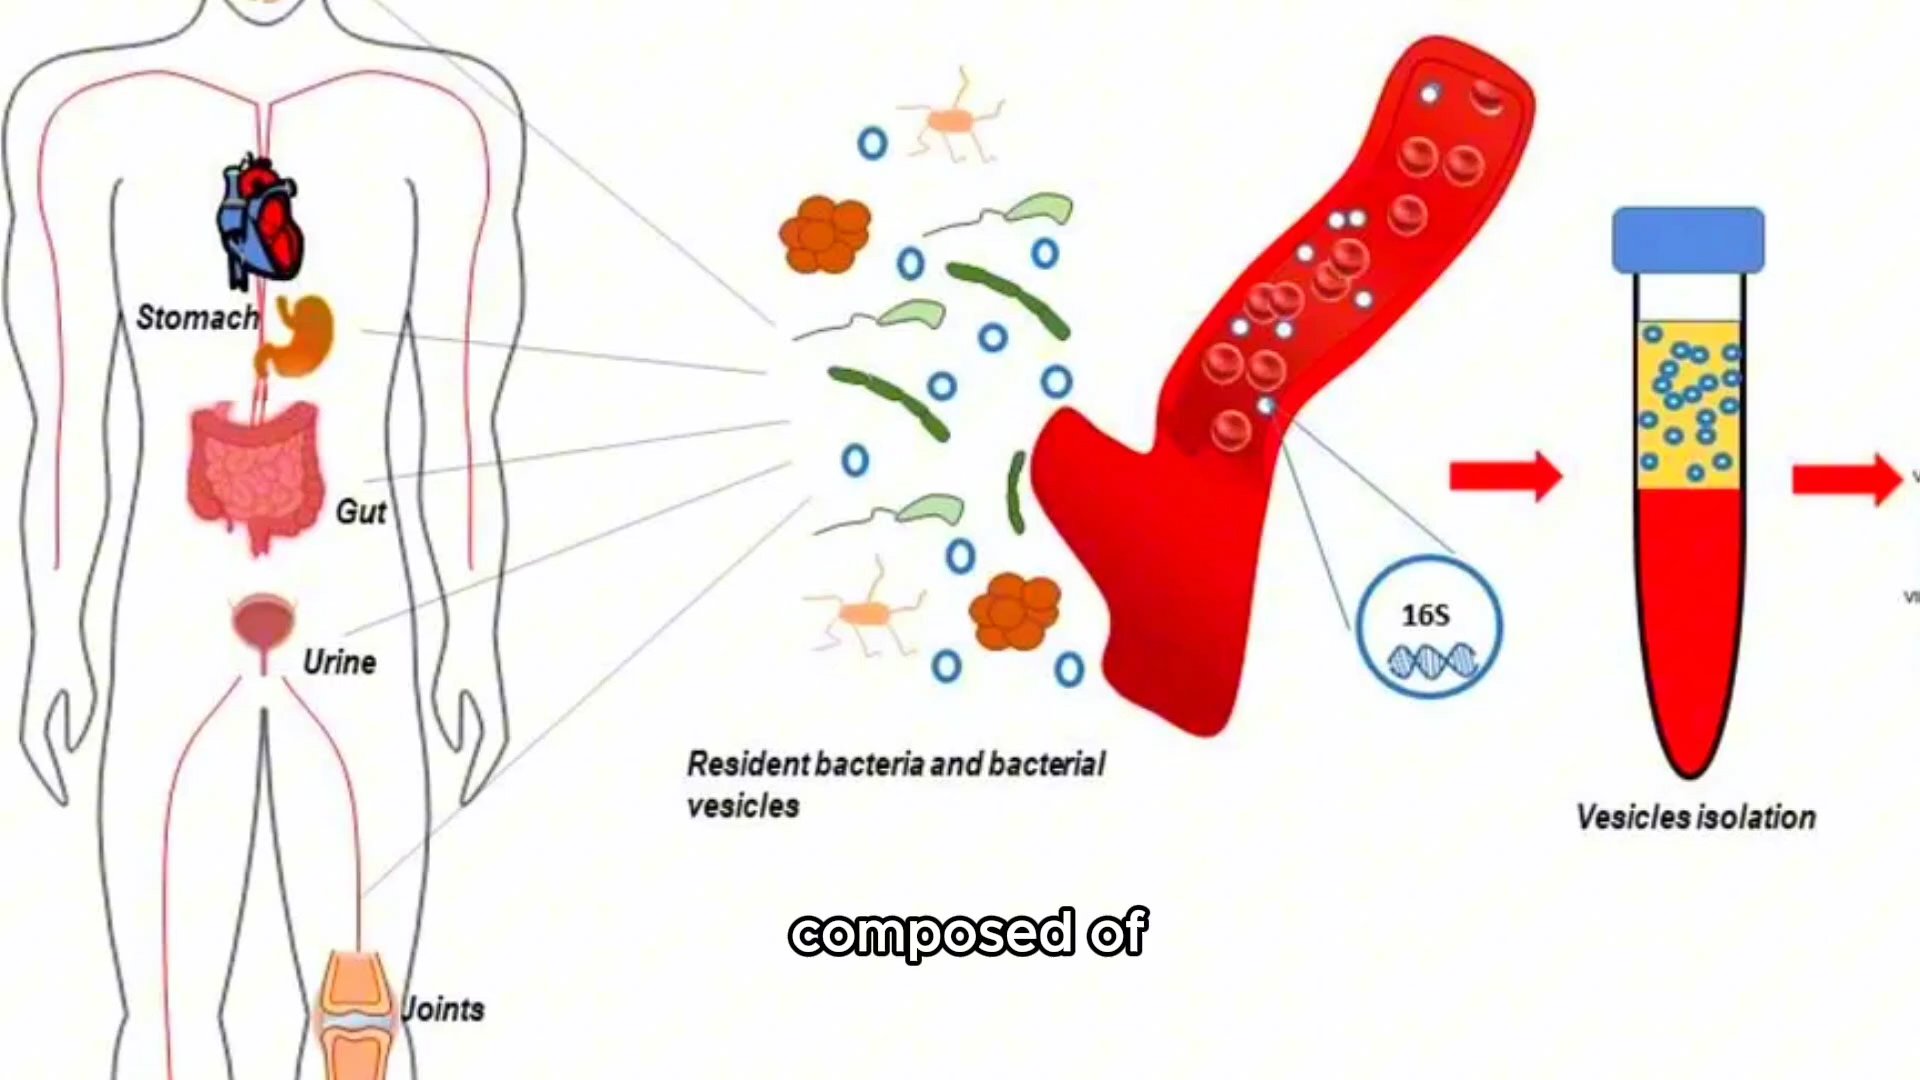 Stomach
Gut
Urine
Joints
Resident bacteria and bacterial
vesicles
16S
Vesicles isolation
composed of